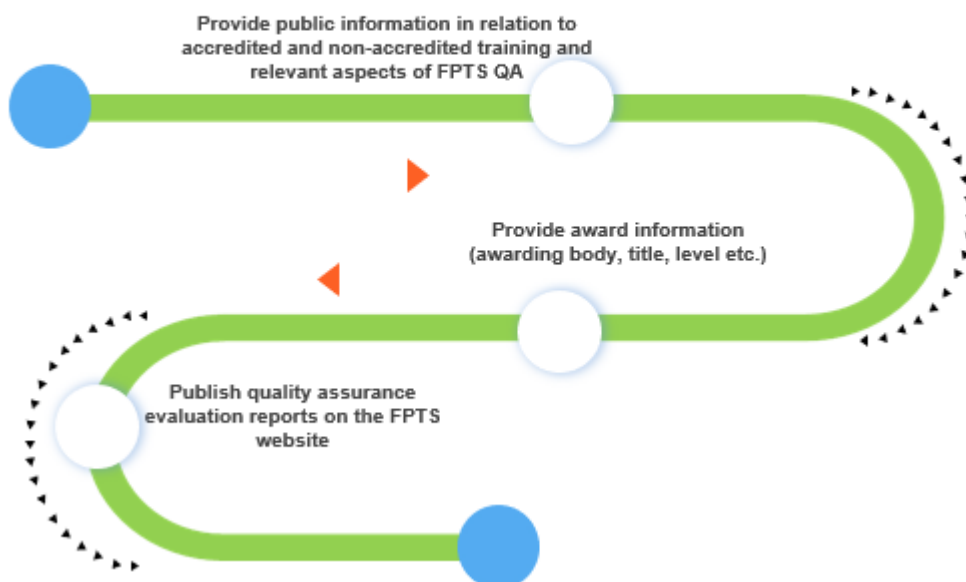 Provide public information in relation to
accredited and non-accredited training and
relevant aspects of FPTS QA
Provide award information
(awarding body, title, level etc.)
Publish quality assurance
evaluation reports on the FPTS
website